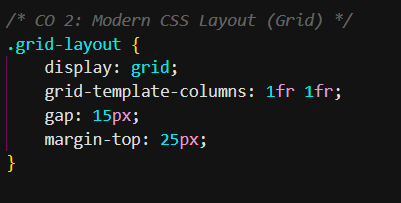 /* CO 2: Modern CSS Layout (Grid) */
.grid-layout {
    display: grid;
    grid-template-columns: 1fr 1fr;
    gap: 15px;
    margin-top: 25px;
}